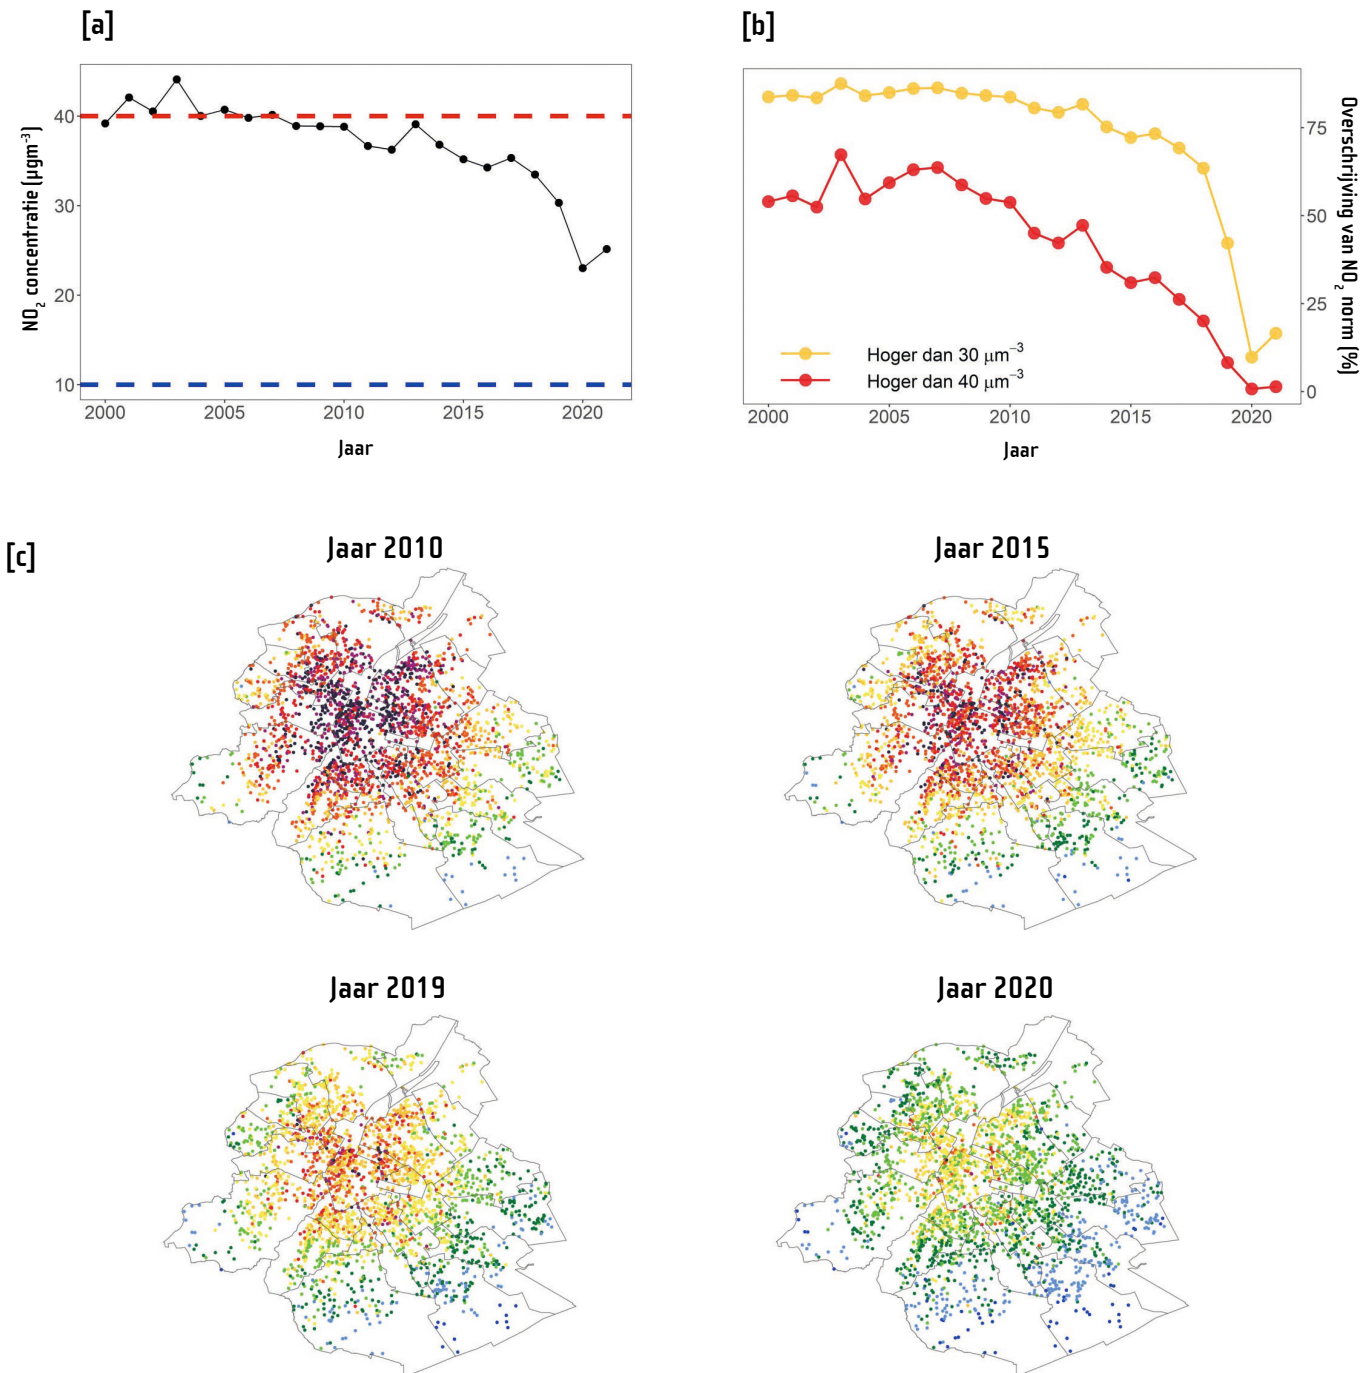 [a]
NO₂ concentratie (µgm⁻³)
40
30
20
10
2000 2005 2010 2015 2020
Jaar
[b]
Hoger dan 30 µm⁻³
Hoger dan 40 µm⁻³
75
50
25
0
Overschrijving van NO₂ norm (%)
2000 2005 2010 2015 2020
Jaar
[c]
Jaar 2010
Jaar 2015
Jaar 2019
Jaar 2020